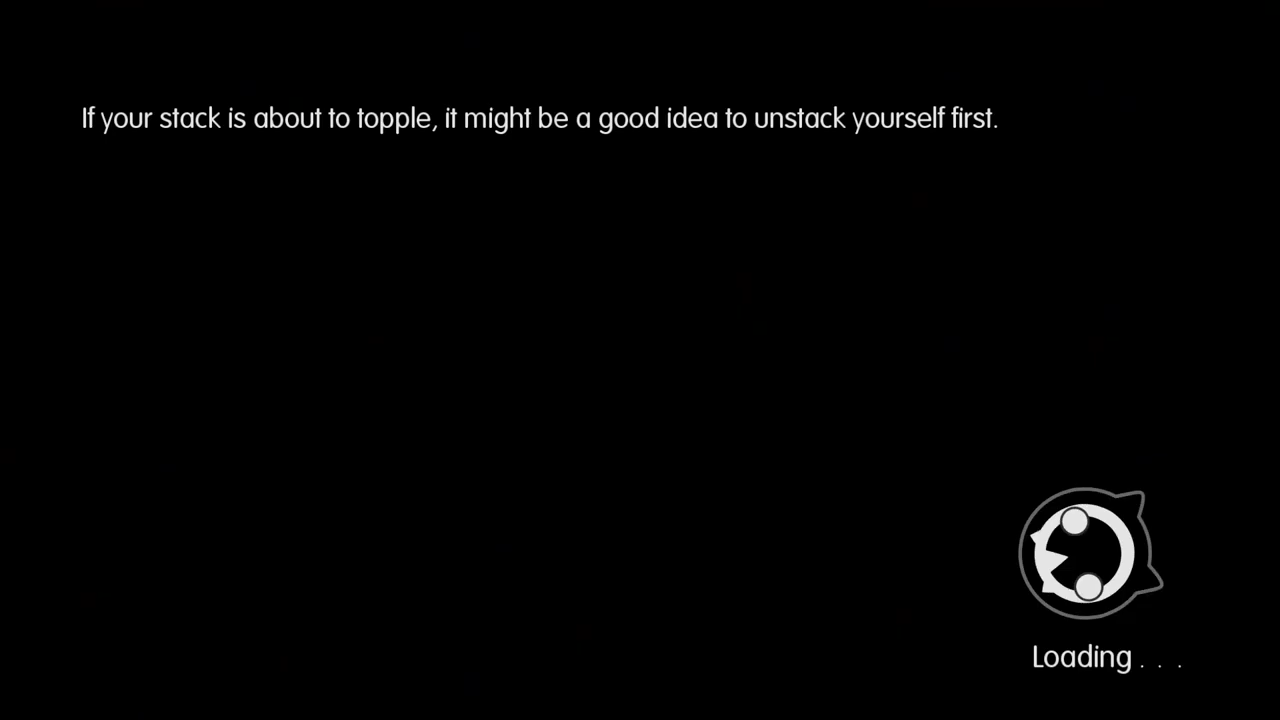 If your stack is about to topple, it might be a good idea to unstack yourself first.
Loading . . .